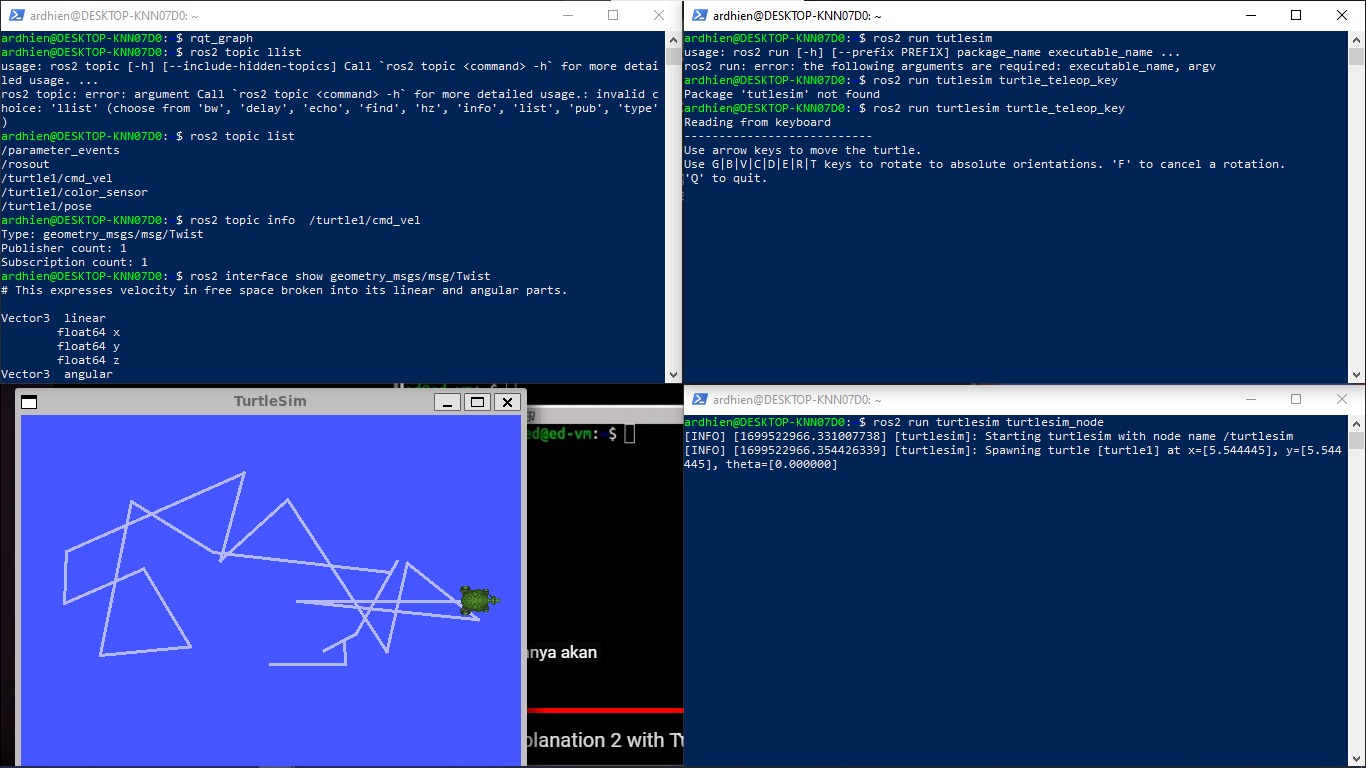 ardhien@DESKTOP-KNN07D0: ~
ardhien@DESKTOP-KNN07D0: $ rqt_graph
ardhien@DESKTOP-KNN07D0: $ ros2 topic llist
usage: ros2 topic [-h] [--include-hidden-topics] Call `ros2 topic <command> -h` for more detai
led usage. ...
ros2 topic: error: argument Call `ros2 topic <command> -h` for more detailed usage.: invalid c
hoice: 'llist' (choose from 'bw', 'delay', 'echo', 'find', 'hz', 'info', 'list', 'pub', 'type'
)
ardhien@DESKTOP-KNN07D0: $ ros2 topic list
/parameter_events
/rosout
/turtle1/cmd_vel
/turtle1/color_sensor
/turtle1/pose
ardhien@DESKTOP-KNN07D0: $ ros2 topic info  /turtle1/cmd_vel
Type: geometry_msgs/msg/Twist
Publisher count: 1
Subscription count: 1
ardhien@DESKTOP-KNN07D0: $ ros2 interface show geometry_msgs/msg/Twist
# This expresses velocity in free space broken into its linear and angular parts.
Vector3  linear
float64 x
float64 y
float64 z
Vector3  angular
ardhien@DESKTOP-KNN07D0: ~
ardhien@DESKTOP-KNN07D0: $ ros2 run tutlesim
usage: ros2 run [-h] [--prefix PREFIX] package_name executable_name ...
ros2 run: error: the following arguments are required: executable_name, argv
ardhien@DESKTOP-KNN07D0: $ ros2 run tutlesim turtle_teleop_key
Package 'tutlesim' not found
ardhien@DESKTOP-KNN07D0: $ ros2 run turtlesim turtle_teleop_key
Reading from keyboard
---------------------------
Use arrow keys to move the turtle.
Use G|B|V|C|D|E|R|T keys to rotate to absolute orientations. 'F' to cancel a rotation.
'Q' to quit.
TurtleSim
ed@ed-vm: $
anya akan
planation 2 with Tu
ardhien@DESKTOP-KNN07D0: ~
ardhien@DESKTOP-KNN07D0: $ ros2 run turtlesim turtlesim_node
[INFO] [1699522966.331007738] [turtlesim]: Starting turtlesim with node name /turtlesim
[INFO] [1699522966.354426339] [turtlesim]: Spawning turtle [turtle1] at x=[5.544445], y=[5.544
445], theta=[0.000000]